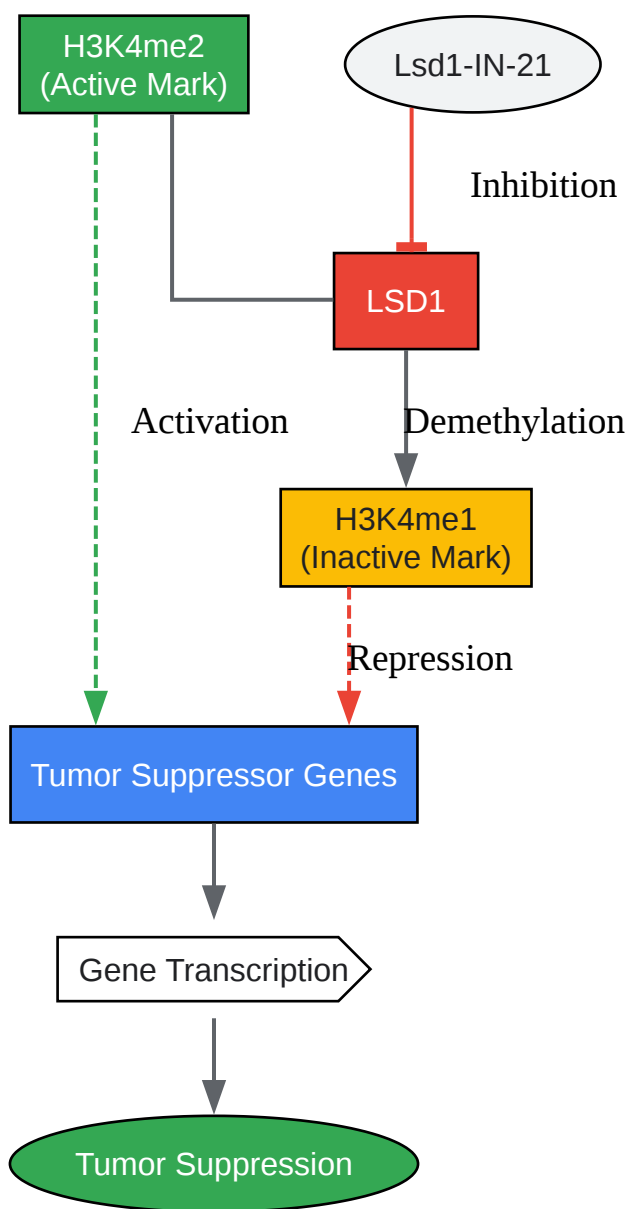 H3K4me2
(Active Mark)
Lsd1-IN-21
Inhibition
LSD1
Activation
Demethylation
H3K4me1
(Inactive Mark)
Repression
Tumor Suppressor Genes
Gene Transcription
Tumor Suppression